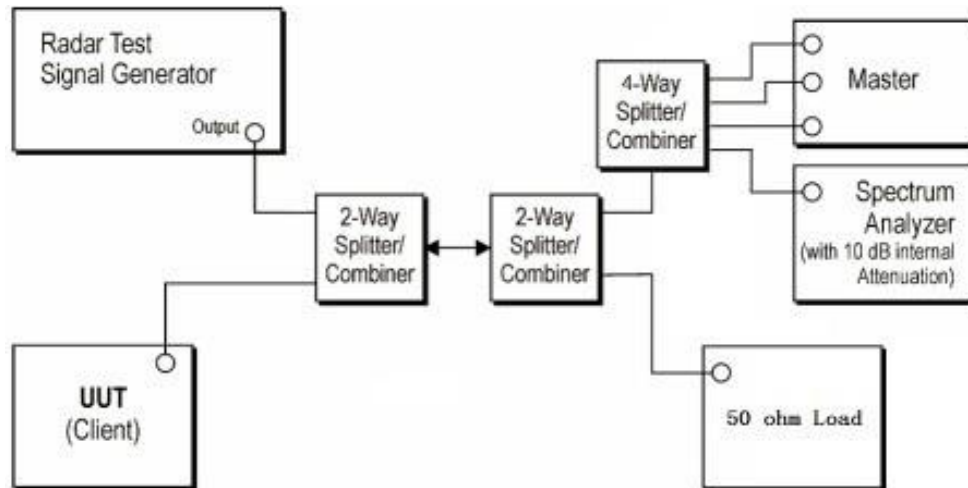 Radar Test
Signal Generator
Output
4-Way
Splitter/
Combiner
Master
2-Way
Splitter/
Combiner
2-Way
Splitter/
Combiner
Spectrum
Analyzer
(with 10 dB internal
Attenuation)
UUT
(Client)
50 ohm Load